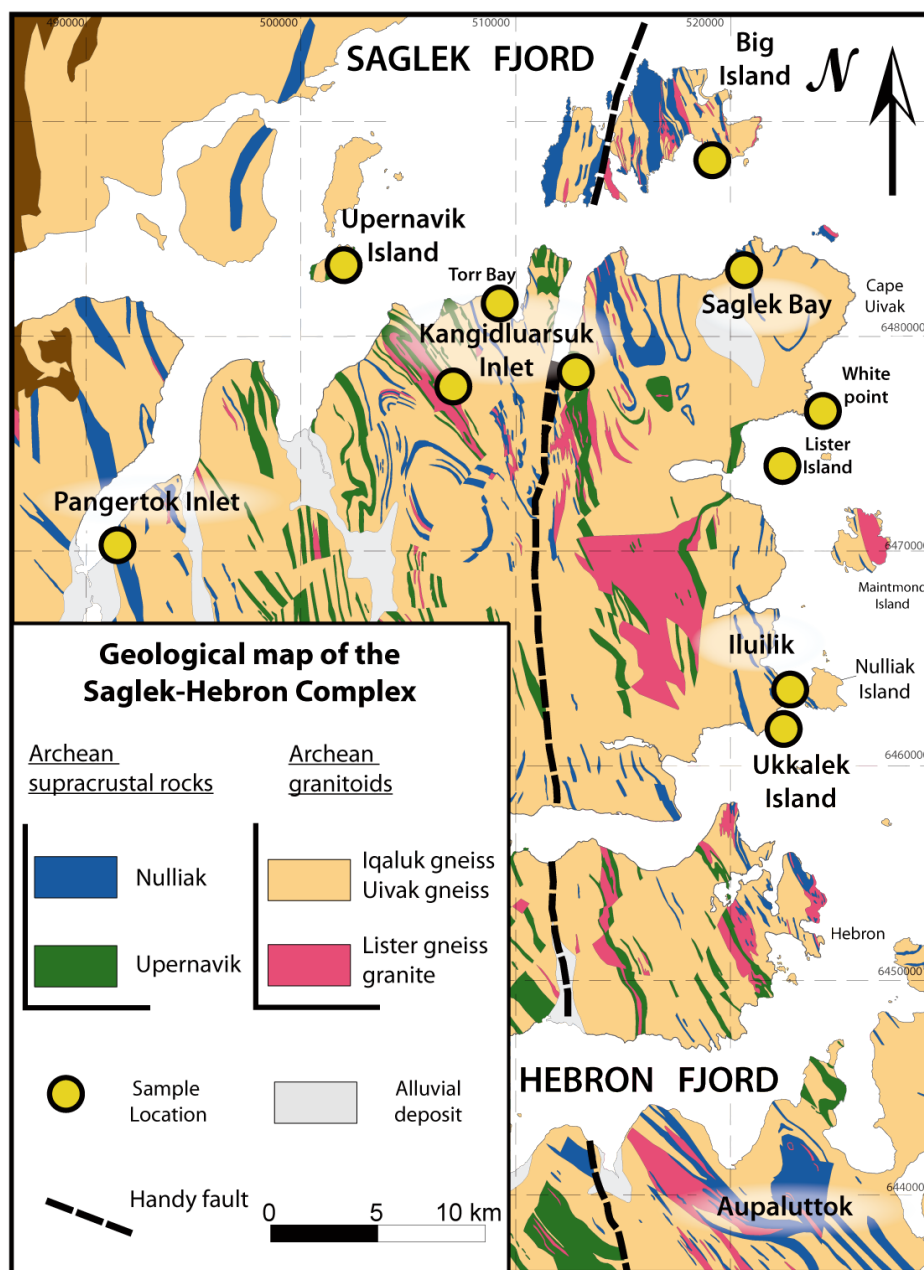 490000
500000
510000
520000
SAGLEK FJORD
Big
Island
N
Upernavik
Island
Torr Bay
Kangidluarsuk
Inlet
Saglek Bay
Cape
Uivak
6480000
White
point
Lister
Island
Pangertok Inlet
6470000
Maintmond
Island
Iluilik
Nulliak
Island
6460000
Ukkalek
Island
Hebron
6450000
HEBRON FJORD
6440000
Aupaluttok
Geological map of the
Saglek-Hebron Complex
Archean
supracrustal rocks
Archean
granitoids
Nulliak
Iqaluk gneiss
Uivak gneiss
Upernavik
Lister gneiss
granite
Sample
Location
Alluvial
deposit
Handy fault
0 5 10 km